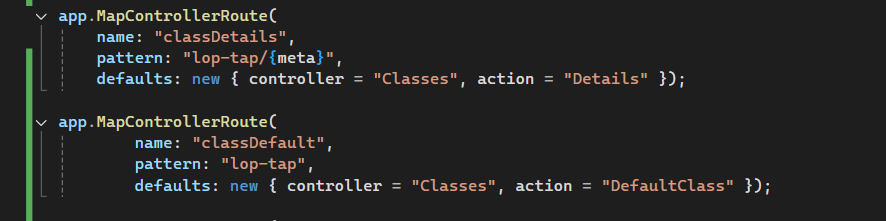 app.MapControllerRoute(
name: "classDetails",
pattern: "lop-tap/{meta}",
defaults: new { controller = "Classes", action = "Details" });
app.MapControllerRoute(
name: "classDefault",
pattern: "lop-tap",
defaults: new { controller = "Classes", action = "DefaultClass" });